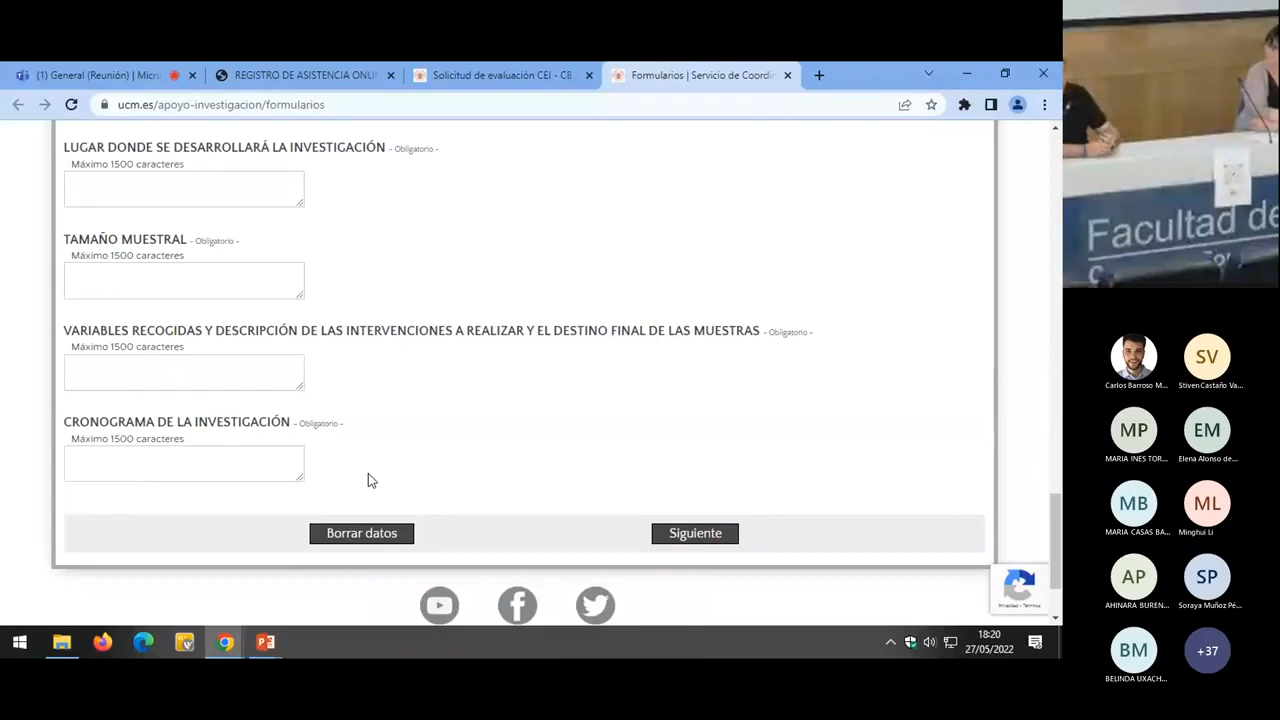 (1) General (Reunión) | Micro
REGISTRO DE ASISTENCIA ONLI
Solicitud de evaluación CEI - CE
Formularios | Servicio de Coordin
ucm.es/apoyo-investigacion/formularios
LUGAR DONDE SE DESARROLLARÁ LA INVESTIGACIÓN - Obligatorio -
Máximo 1500 caracteres
TAMAÑO MUESTRAL - Obligatorio -
Máximo 1500 caracteres
VARIABLES RECOGIDAS Y DESCRIPCIÓN DE LAS INTERVENCIONES A REALIZAR Y EL DESTINO FINAL DE LAS MUESTRAS - Obligatorio -
Máximo 1500 caracteres
CRONOGRAMA DE LA INVESTIGACIÓN - Obligatorio -
Máximo 1500 caracteres
Borrar datos
Siguiente
Privacidad - Términos
18:20
27/05/2022
Facultad de
Carlos Barroso M...
SV
Stiven Castaño Va...
MP
MARIA INES TOR...
EM
Elena Alonso de...
MB
MARIA CASAS BA...
ML
Minghui Li
AP
AHINARA BUREN...
SP
Soraya Muñoz Pé...
BM
BELINDA UXACH...
+37